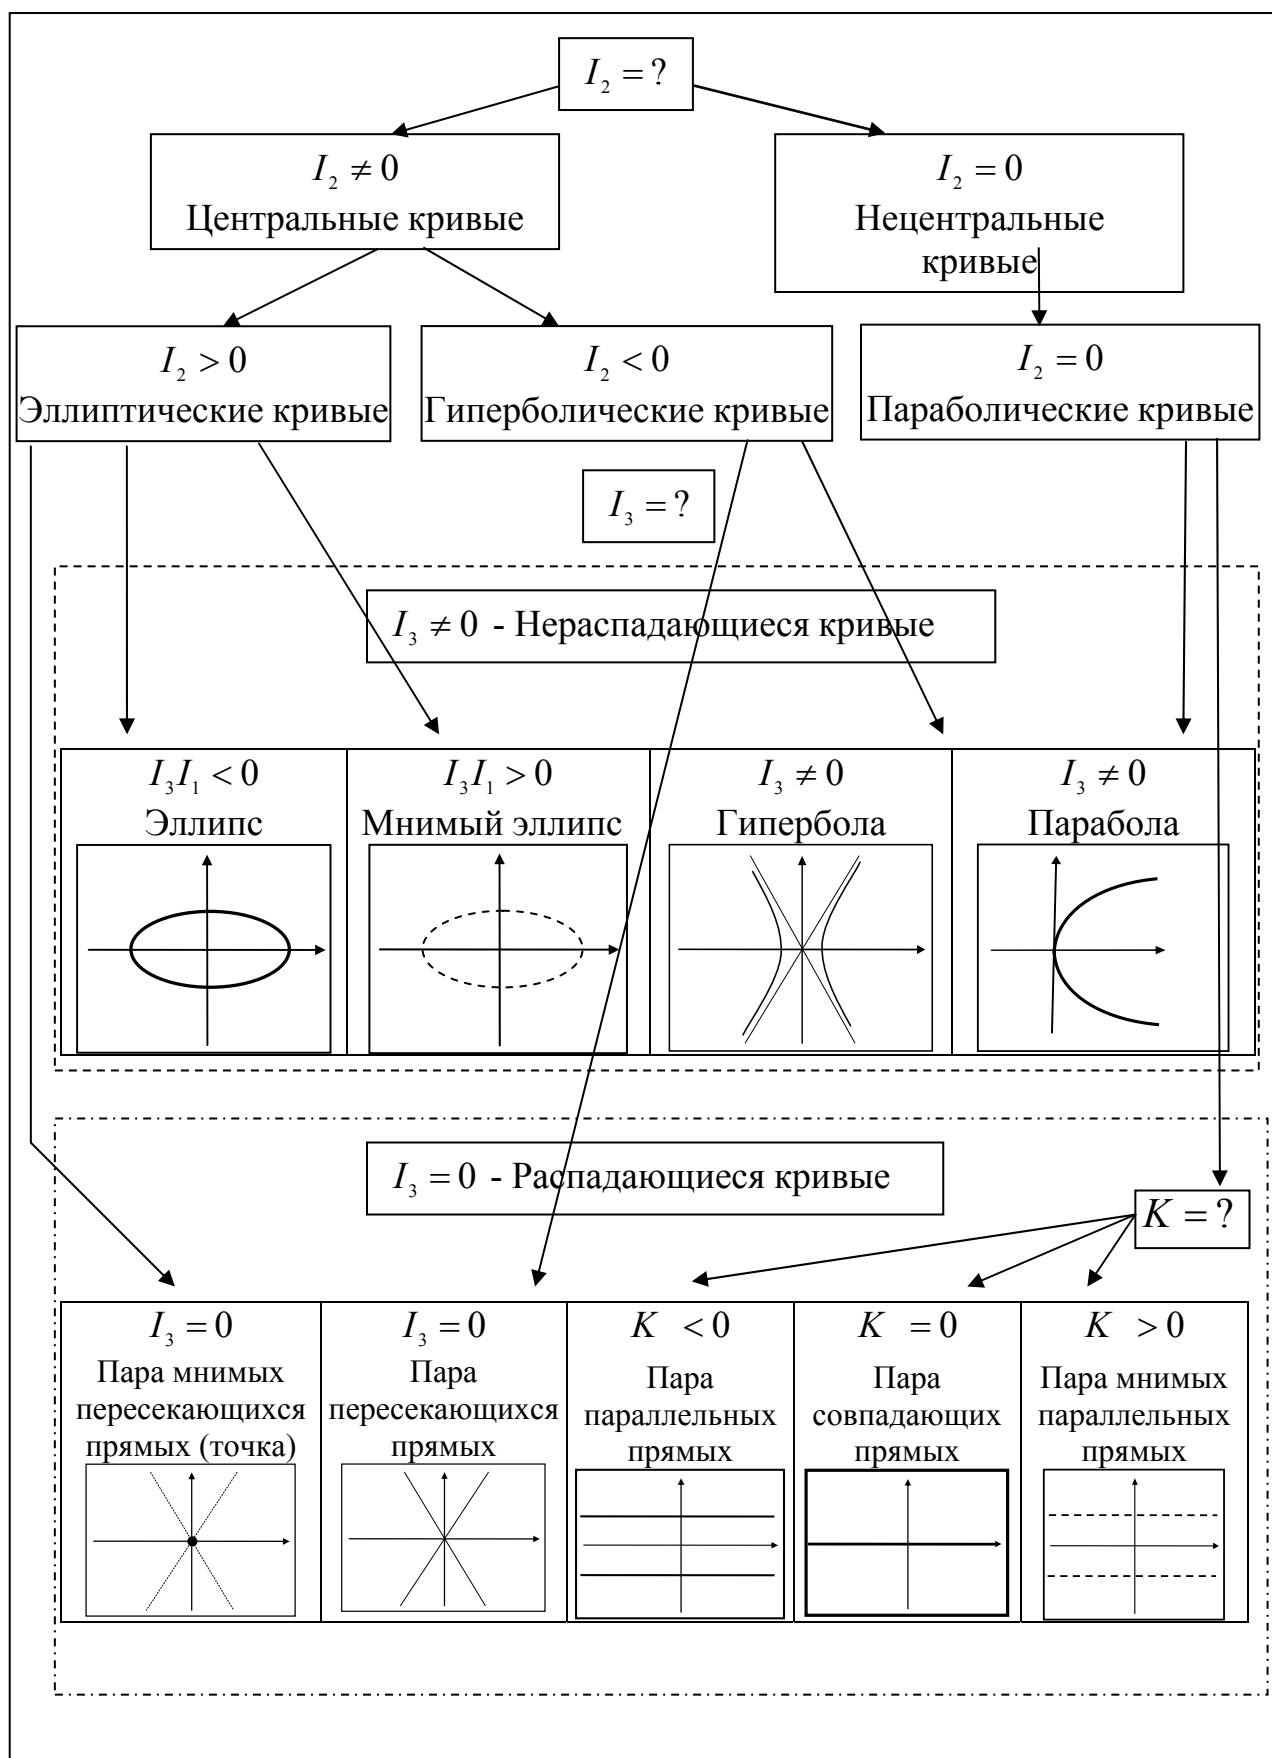 I₂ = ?
I₂ ≠ 0
Центральные кривые
I₂ = 0
Нецентральные
кривые
I₂ > 0
Эллиптические кривые
I₂ < 0
Гиперболические кривые
I₂ = 0
Параболические кривые
I₃ = ?
I₃ ≠ 0 - Нераспадающиеся кривые
I₃I₁ < 0
Эллипс
I₃I₁ > 0
Мнимый эллипс
I₃ ≠ 0
Гипербола
I₃ ≠ 0
Парабола
I₃ = 0 - Распадающиеся кривые
K = ?
I₃ = 0
Пара мнимых
пересекающихся
прямых (точка)
I₃ = 0
Пара
пересекающихся
прямых
K < 0
Пара
параллельных
прямых
K = 0
Пара
совпадающих
прямых
K > 0
Пара мнимых
параллельных
прямых